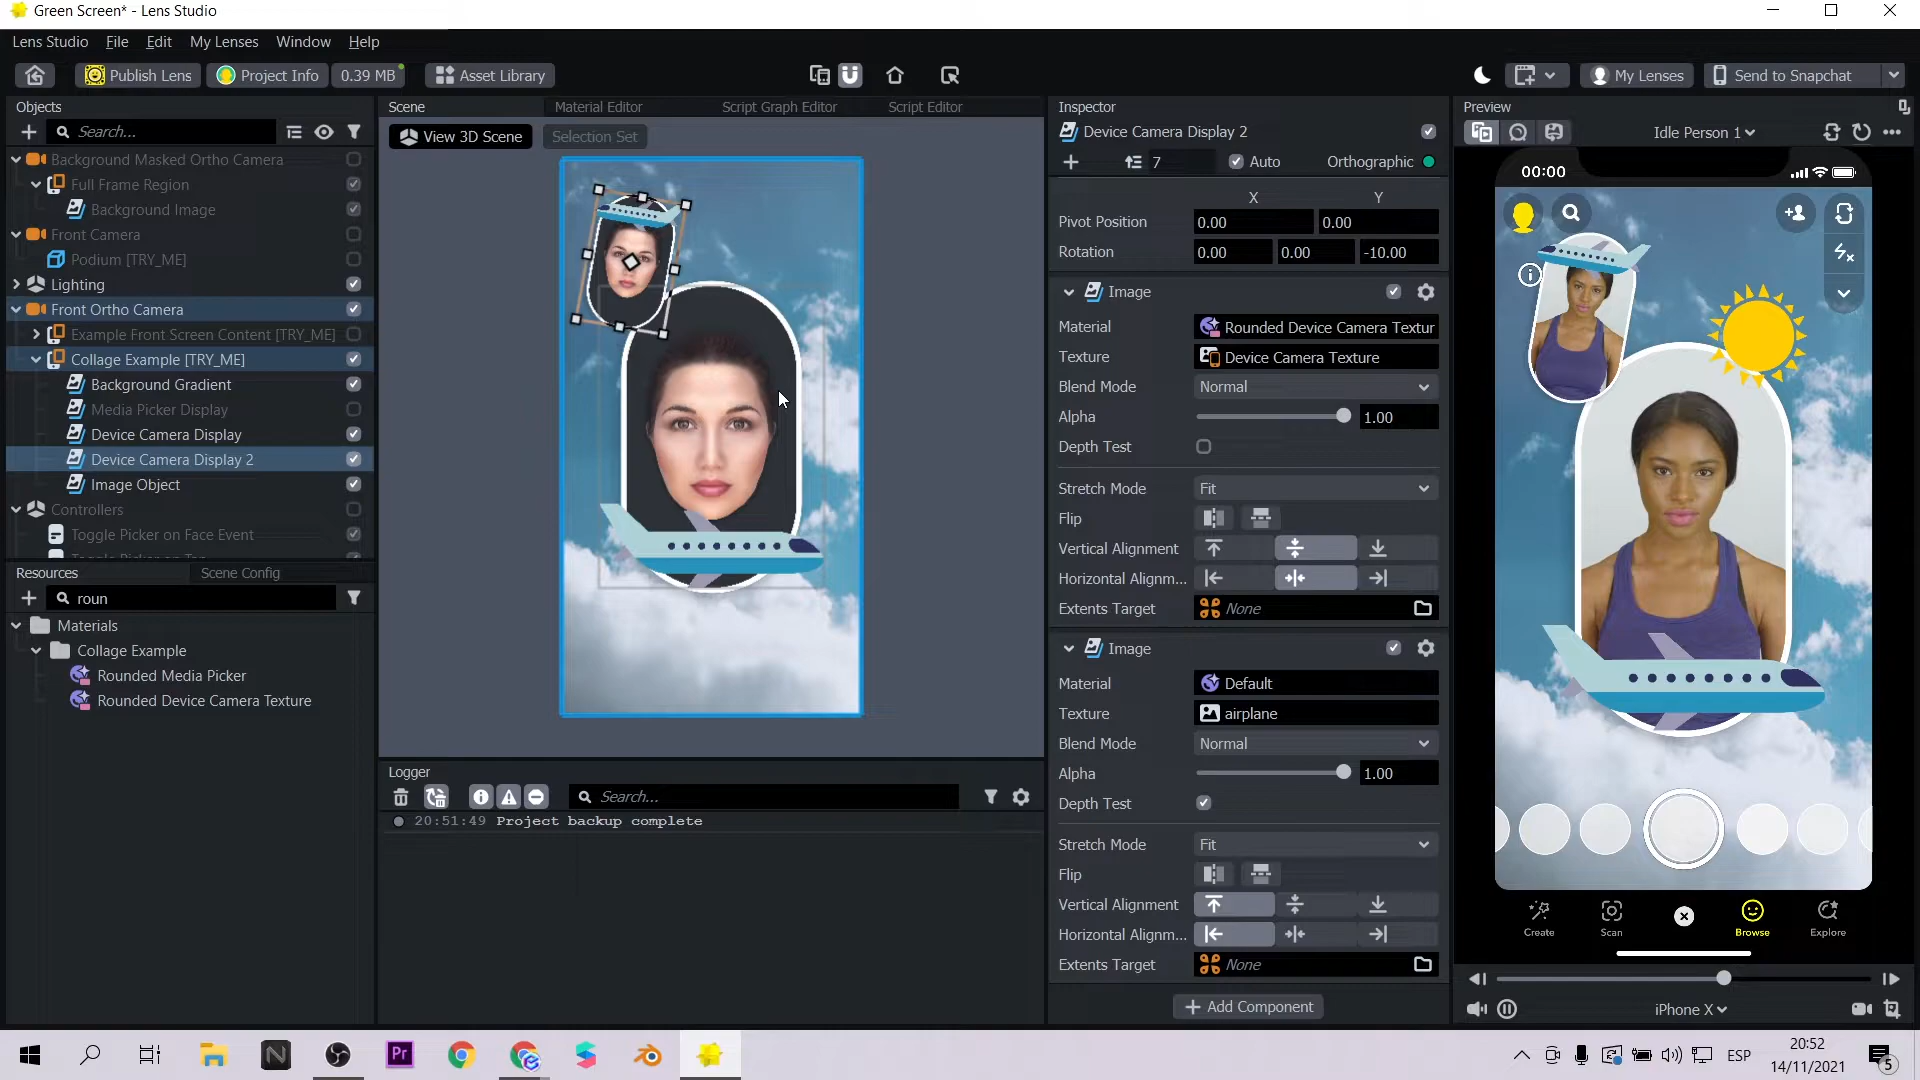 Green Screen* - Lens Studio
Lens Studio File Edit My Lenses Window Help
Publish Lens Project Info 0.39 MB Asset Library My Lenses Send to Snapchat
Objects
Search...
Background Masked Ortho Camera
Full Frame Region
Background Image
Front Camera
Podium [TRY_ME]
Lighting
Front Ortho Camera
Example Front Screen Content [TRY_ME]
Collage Example [TRY_ME]
Background Gradient
Media Picker Display
Device Camera Display
Device Camera Display 2
Image Object
Controllers
Toggle Picker on Face Event
Toggle Picker on Tap
Resources Scene Config
roun
Materials
Collage Example
Rounded Media Picker
Rounded Device Camera Texture
Scene Material Editor Script Graph Editor Script Editor
View 3D Scene Selection Set
Logger
Search...
20:51:49 Project backup complete
Inspector
Device Camera Display 2
7 Auto Orthographic
X Y
Pivot Position 0.00 0.00
Rotation 0.00 0.00 -10.00
Image
Material Rounded Device Camera Textur
Texture Device Camera Texture
Blend Mode Normal
Alpha 1.00
Depth Test
Stretch Mode Fit
Flip
Vertical Alignment
Horizontal Alignm...
Extents Target None
Image
Material Default
Texture airplane
Blend Mode Normal
Alpha 1.00
Depth Test
Stretch Mode Fit
Flip
Vertical Alignment
Horizontal Alignm...
Extents Target None
Add Component
Preview
Idle Person 1
00:00
Create Scan Browse Explore
iPhone X
N Pr ESP 20:52
14/11/2021
5